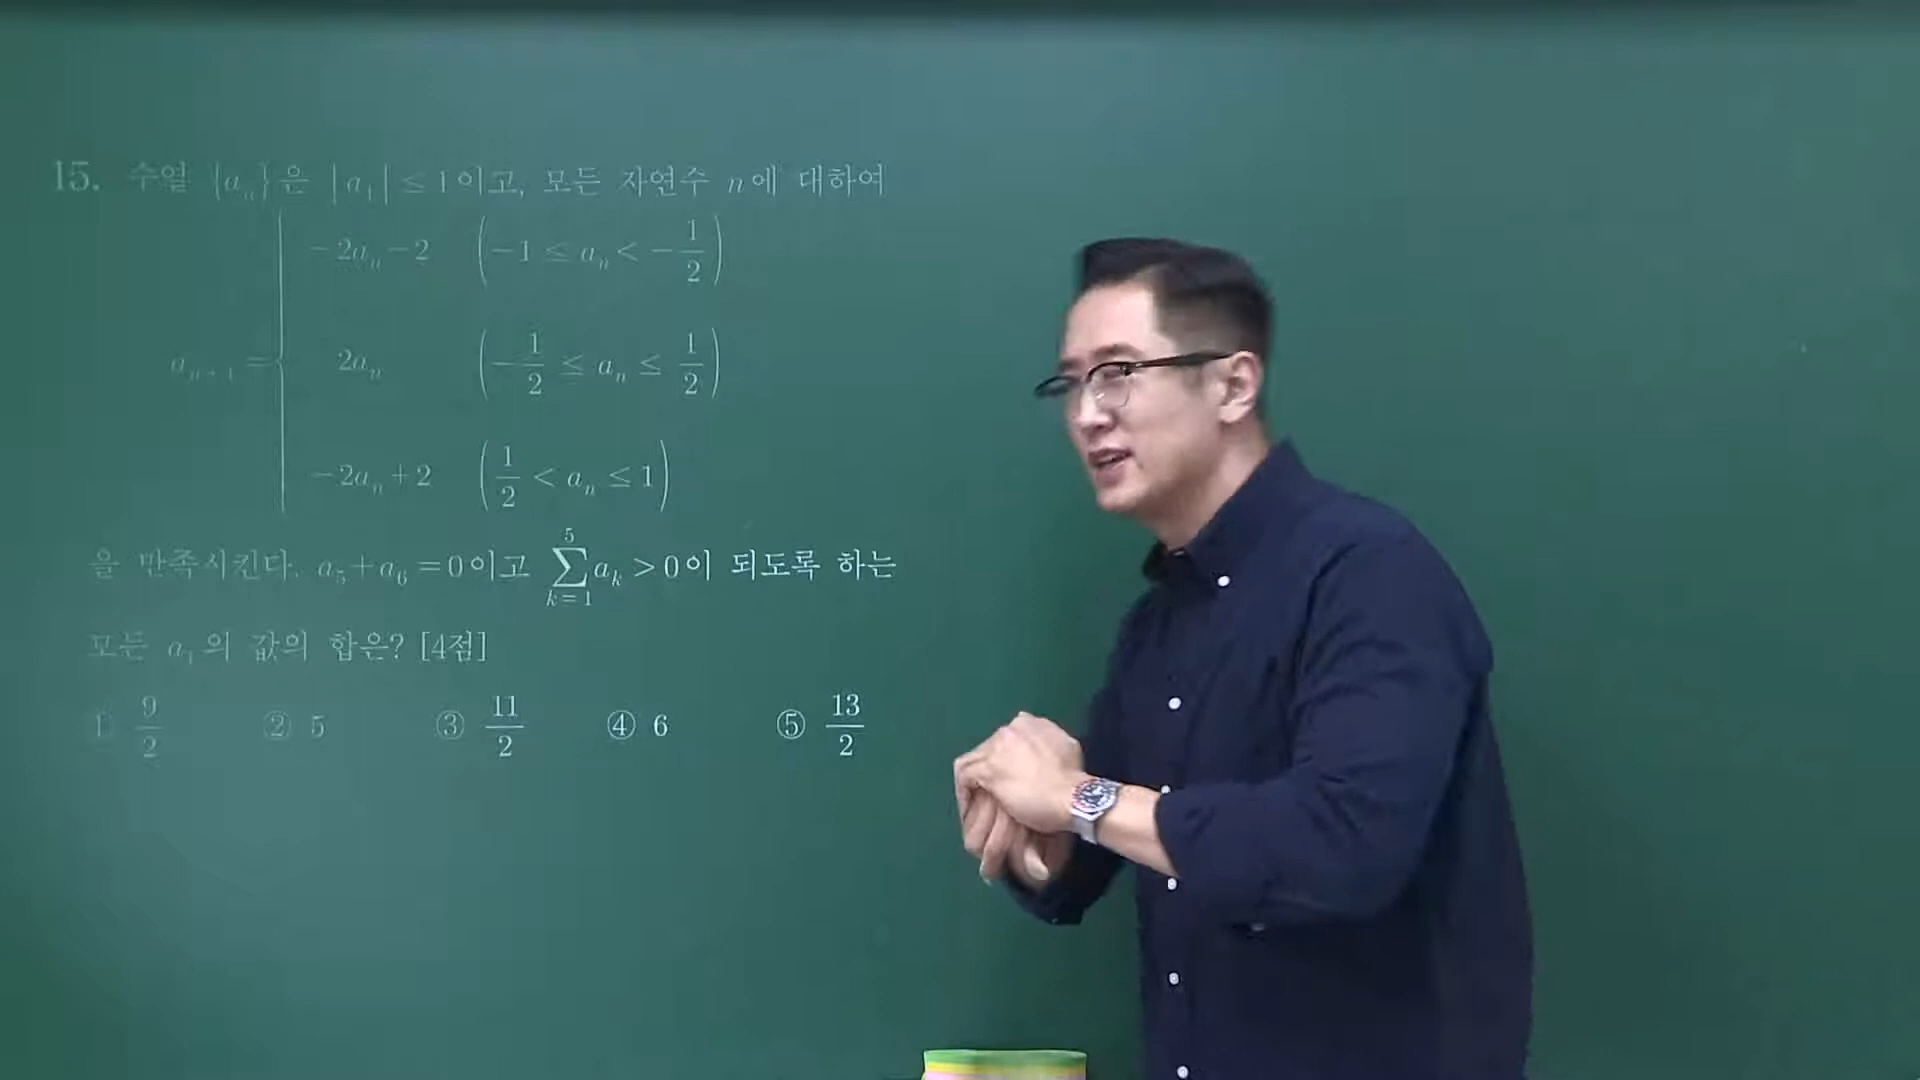 15. 수열 {aₙ}은 |a₁| ≤ 1이고, 모든 자연수 n에 대하여
aₙ₊₁ = { −2aₙ−2 (−1 ≤ aₙ < −1/2)
2aₙ (−1/2 ≤ aₙ ≤ 1/2)
−2aₙ+2 (1/2 < aₙ ≤ 1)
을 만족시킨다. a₅+a₆=0이고 ∑_{k=1}^{5} aₖ > 0이 되도록 하는
모든 a₁의 값의 합은? [4점]
① 9/2 ② 5 ③ 11/2 ④ 6 ⑤ 13/2